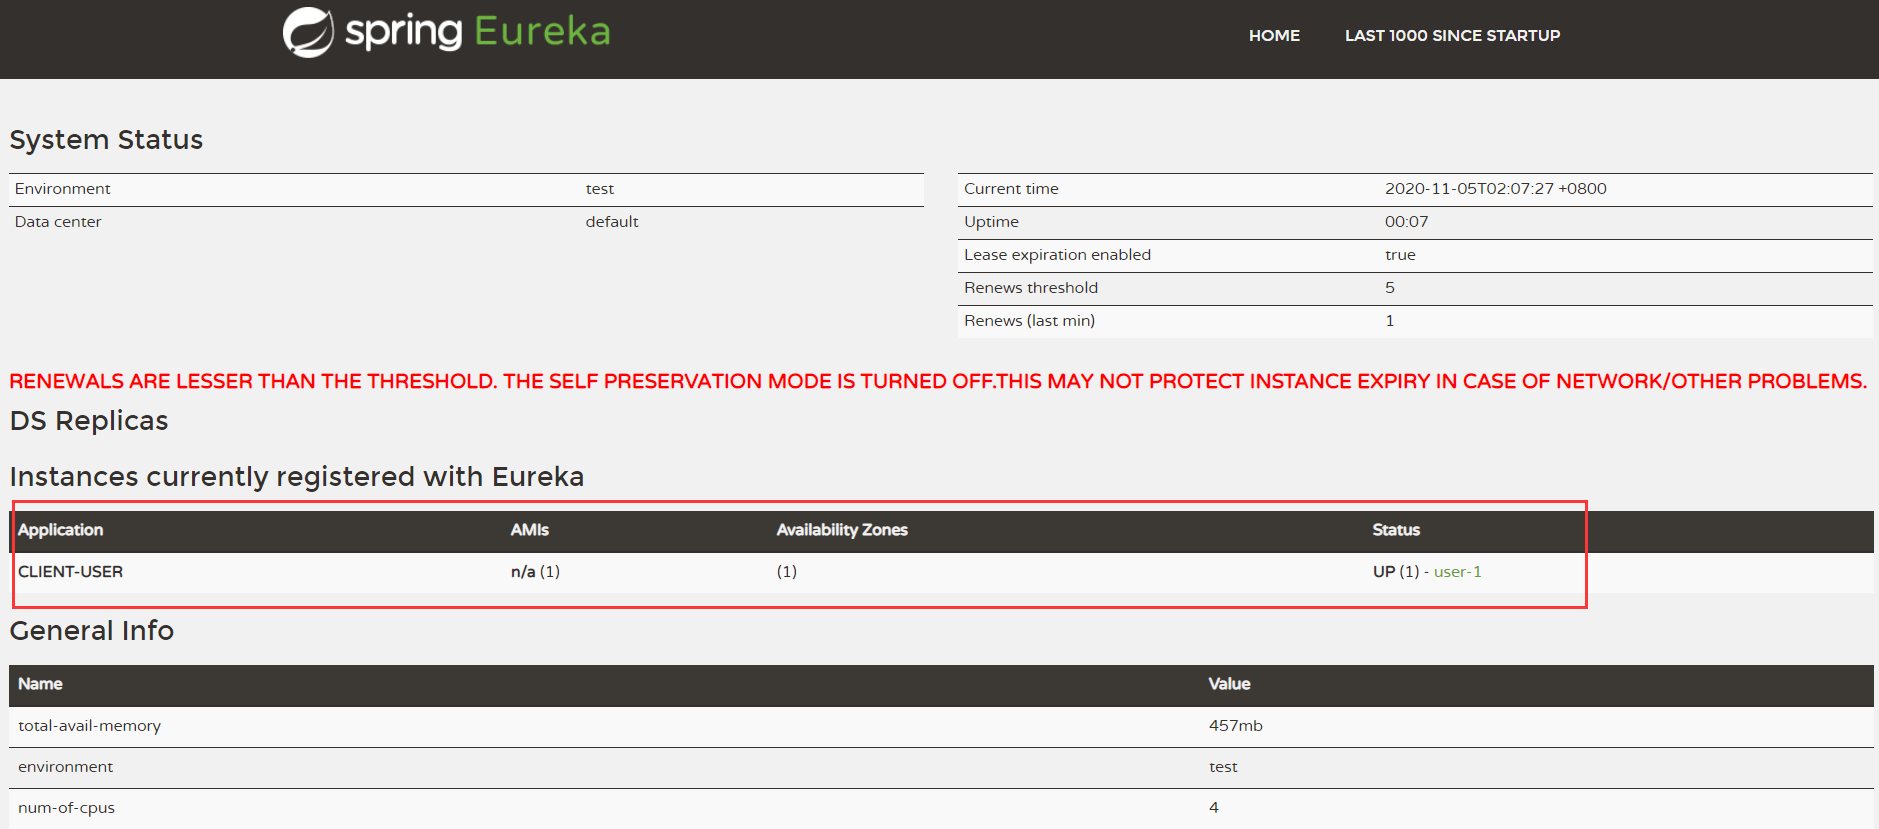 spring Eureka HOME LAST 1000 SINCE STARTUP
System Status
Environment test
Data center default
Current time 2020-11-05T02:07:27 +0800
Uptime 00:07
Lease expiration enabled true
Renews threshold 5
Renews (last min) 1
RENEWALS ARE LESSER THAN THE THRESHOLD. THE SELF PRESERVATION MODE IS TURNED OFF.THIS MAY NOT PROTECT INSTANCE EXPIRY IN CASE OF NETWORK/OTHER PROBLEMS.
DS Replicas
Instances currently registered with Eureka
Application AMIs Availability Zones Status
CLIENT-USER n/a (1) (1) UP (1) - user-1
General Info
Name Value
total-avail-memory 457mb
environment test
num-of-cpus 4